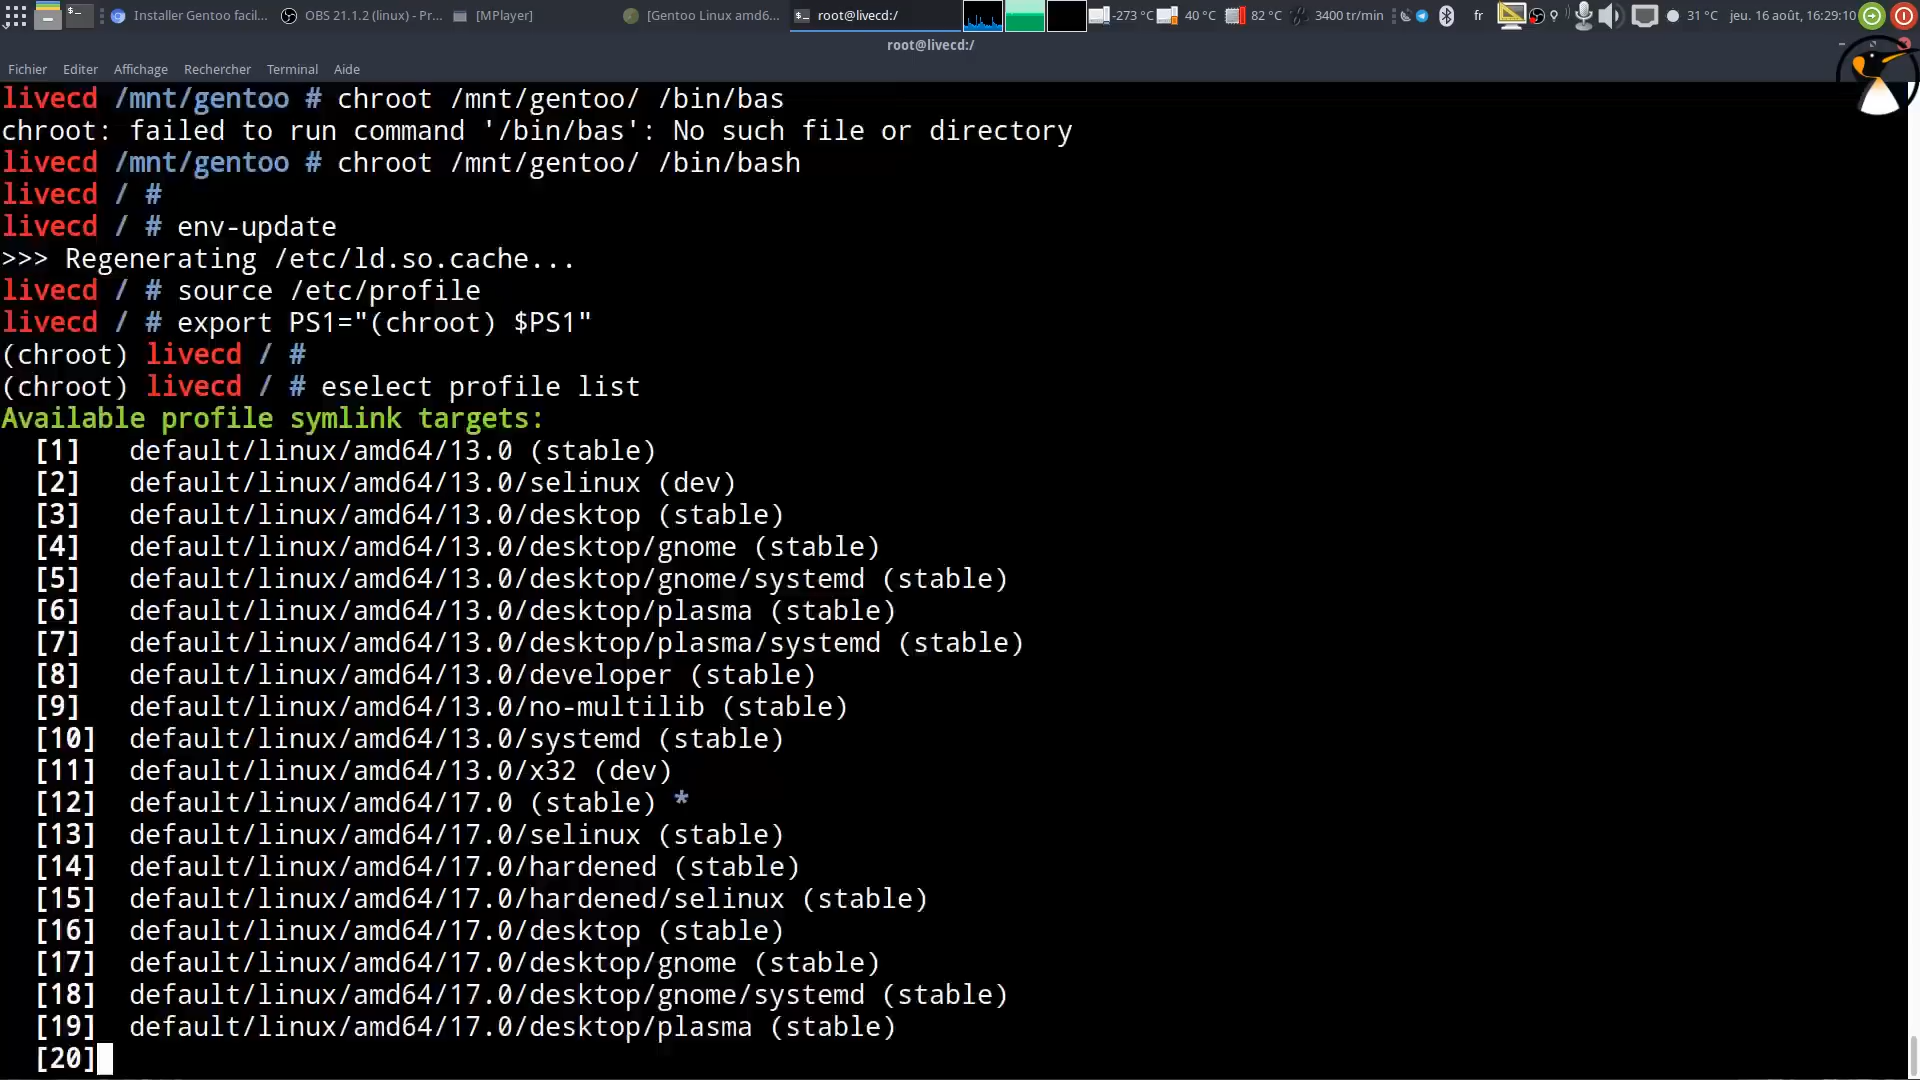 Installer Gentoo facil... OBS 21.1.2 (linux) - Pr... [MPlayer] [Gentoo Linux amd6... root@livecd:/ -273 °C 40 °C 82 °C 3400 tr/min fr 31 °C jeu. 16 août, 16:29:10
root@livecd:/
Fichier Editer Affichage Rechercher Terminal Aide
livecd /mnt/gentoo # chroot /mnt/gentoo/ /bin/bas
chroot: failed to run command '/bin/bas': No such file or directory
livecd /mnt/gentoo # chroot /mnt/gentoo/ /bin/bash
livecd / #
livecd / # env-update
>>> Regenerating /etc/ld.so.cache...
livecd / # source /etc/profile
livecd / # export PS1="(chroot) $PS1"
(chroot) livecd / #
(chroot) livecd / # eselect profile list
Available profile symlink targets:
[1] default/linux/amd64/13.0 (stable)
[2] default/linux/amd64/13.0/selinux (dev)
[3] default/linux/amd64/13.0/desktop (stable)
[4] default/linux/amd64/13.0/desktop/gnome (stable)
[5] default/linux/amd64/13.0/desktop/gnome/systemd (stable)
[6] default/linux/amd64/13.0/desktop/plasma (stable)
[7] default/linux/amd64/13.0/desktop/plasma/systemd (stable)
[8] default/linux/amd64/13.0/developer (stable)
[9] default/linux/amd64/13.0/no-multilib (stable)
[10] default/linux/amd64/13.0/systemd (stable)
[11] default/linux/amd64/13.0/x32 (dev)
[12] default/linux/amd64/17.0 (stable) *
[13] default/linux/amd64/17.0/selinux (stable)
[14] default/linux/amd64/17.0/hardened (stable)
[15] default/linux/amd64/17.0/hardened/selinux (stable)
[16] default/linux/amd64/17.0/desktop (stable)
[17] default/linux/amd64/17.0/desktop/gnome (stable)
[18] default/linux/amd64/17.0/desktop/gnome/systemd (stable)
[19] default/linux/amd64/17.0/desktop/plasma (stable)
[20]